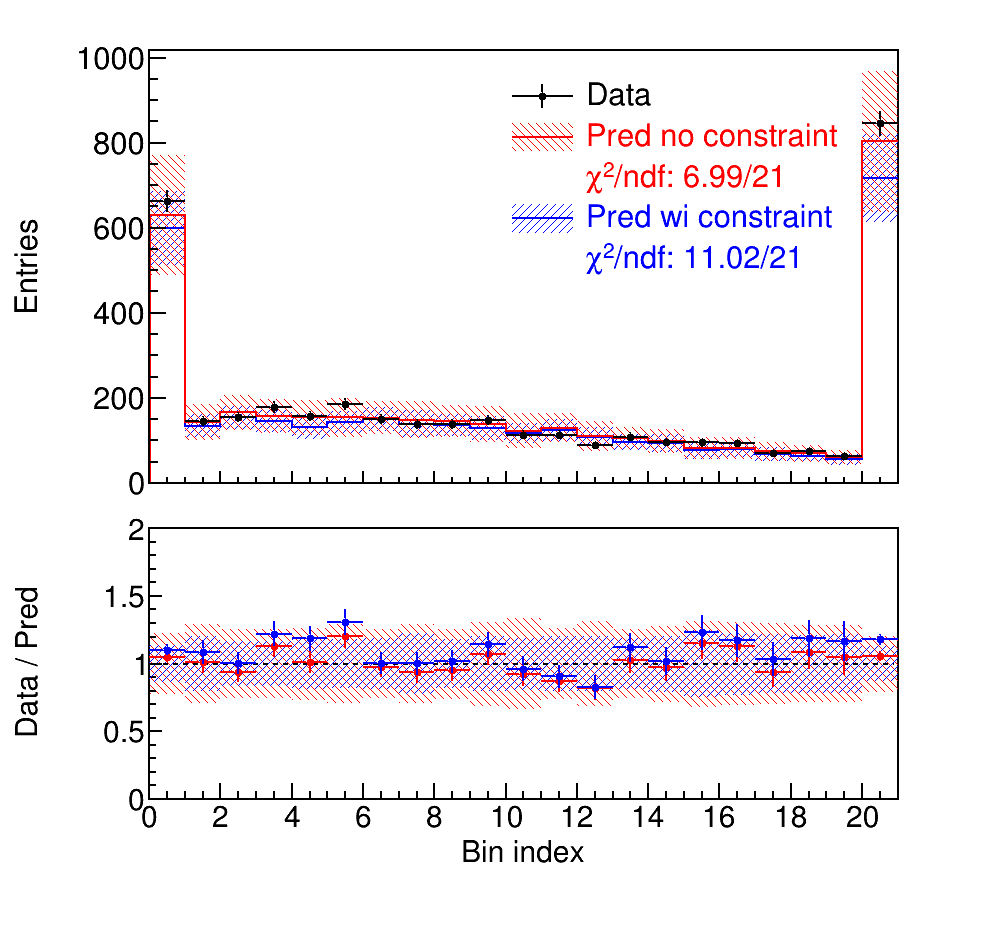 1000
800
600
400
200
0
Entries
Data
Pred no constraint
χ²/ndf: 6.99/21
Pred wi constraint
χ²/ndf: 11.02/21
2
1.5
1
0.5
0
Data / Pred
0 2 4 6 8 10 12 14 16 18 20
Bin index